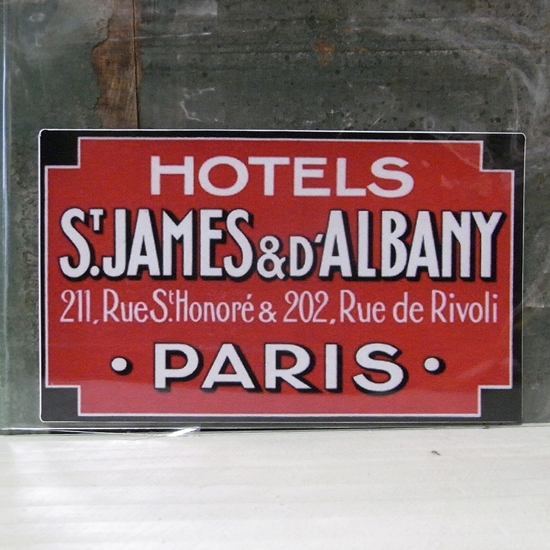 HOTELS
ST. JAMES & D'ALBANY
211, Rue St. Honoré & 202, Rue de Rivoli
• PARIS •